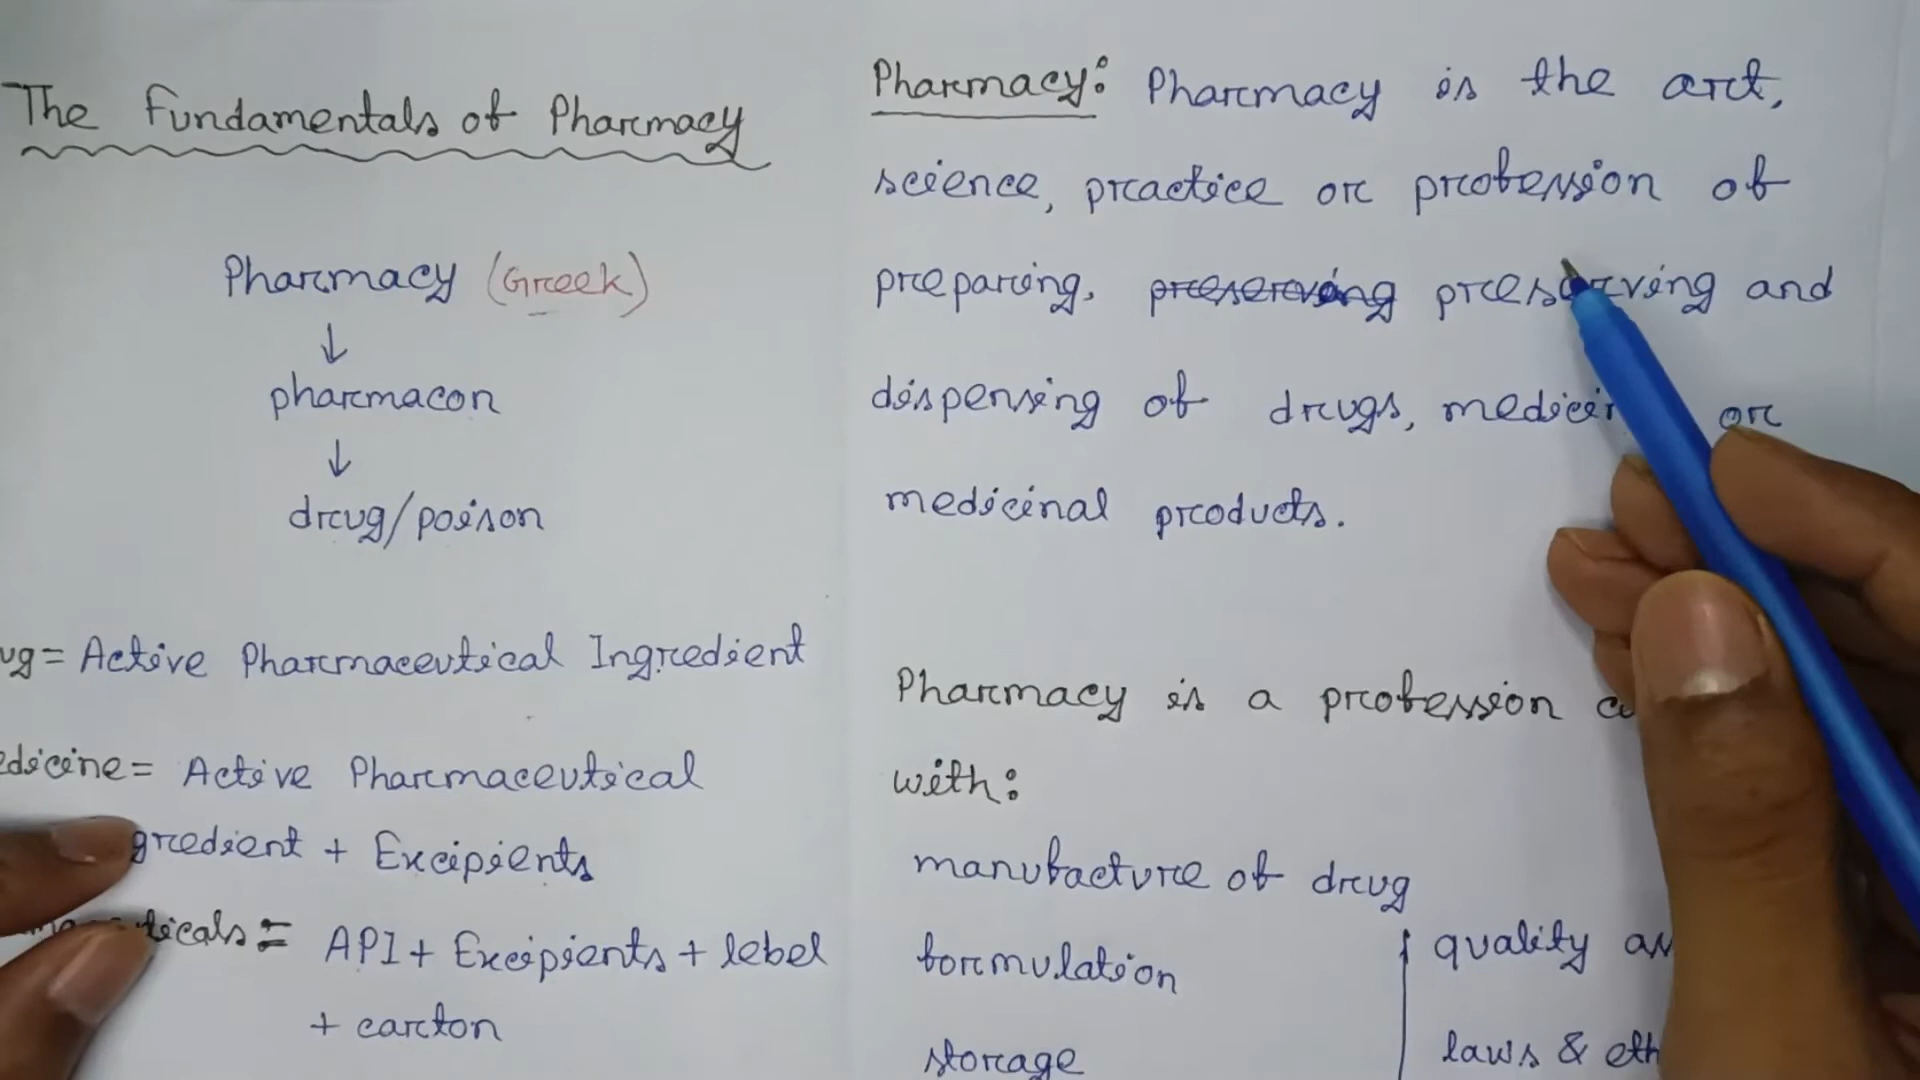 The Fundamentals of Pharmacy
Pharmacy (Greek)
↓
pharmacon
↓
drug/poison
= Active Pharmaceutical Ingredient
= Active Pharmaceutical
+ Excipients
= API + Excipients + lebel
+ carton
Pharmacy: Pharmacy is the art,
science, practice or profession of
preparing, preserving preserving and
dispensing of drugs, or
medicinal products.
Pharmacy is a profession
with:
manufacture of drug
formulation
storage
quality
laws &